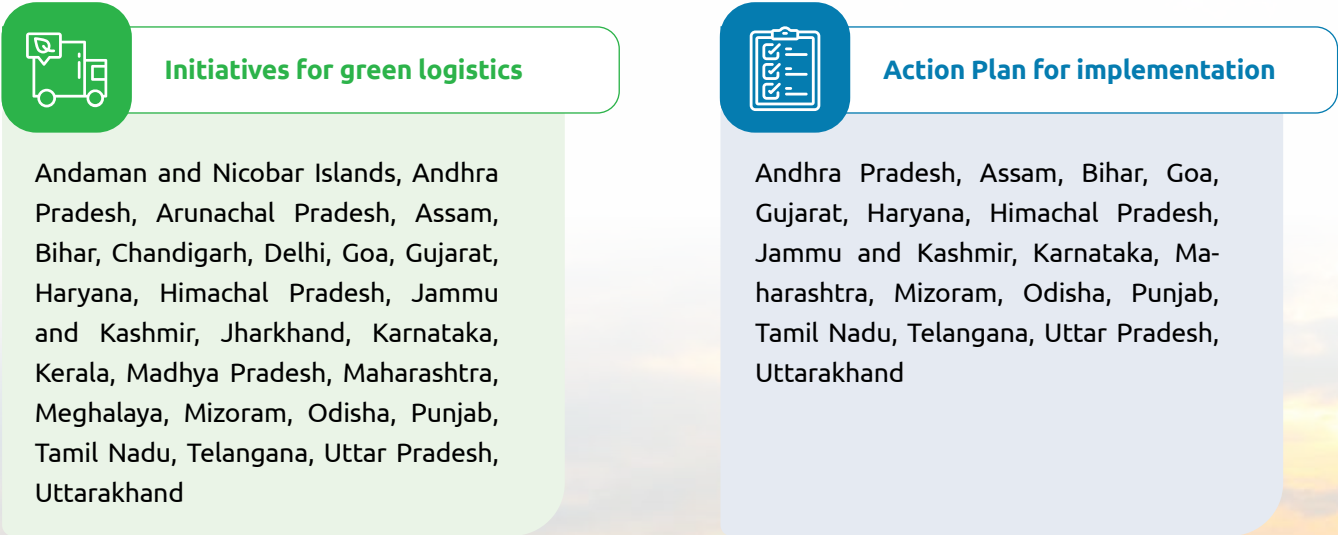 Initiatives for green logistics
Andaman and Nicobar Islands, Andhra
Pradesh, Arunachal Pradesh, Assam,
Bihar, Chandigarh, Delhi, Goa, Gujarat,
Haryana, Himachal Pradesh, Jammu
and Kashmir, Jharkhand, Karnataka,
Kerala, Madhya Pradesh, Maharashtra,
Meghalaya, Mizoram, Odisha, Punjab,
Tamil Nadu, Telangana, Uttar Pradesh,
Uttarakhand
Action Plan for implementation
Andhra Pradesh, Assam, Bihar, Goa,
Gujarat, Haryana, Himachal Pradesh,
Jammu and Kashmir, Karnataka, Ma-
harashtra, Mizoram, Odisha, Punjab,
Tamil Nadu, Telangana, Uttar Pradesh,
Uttarakhand